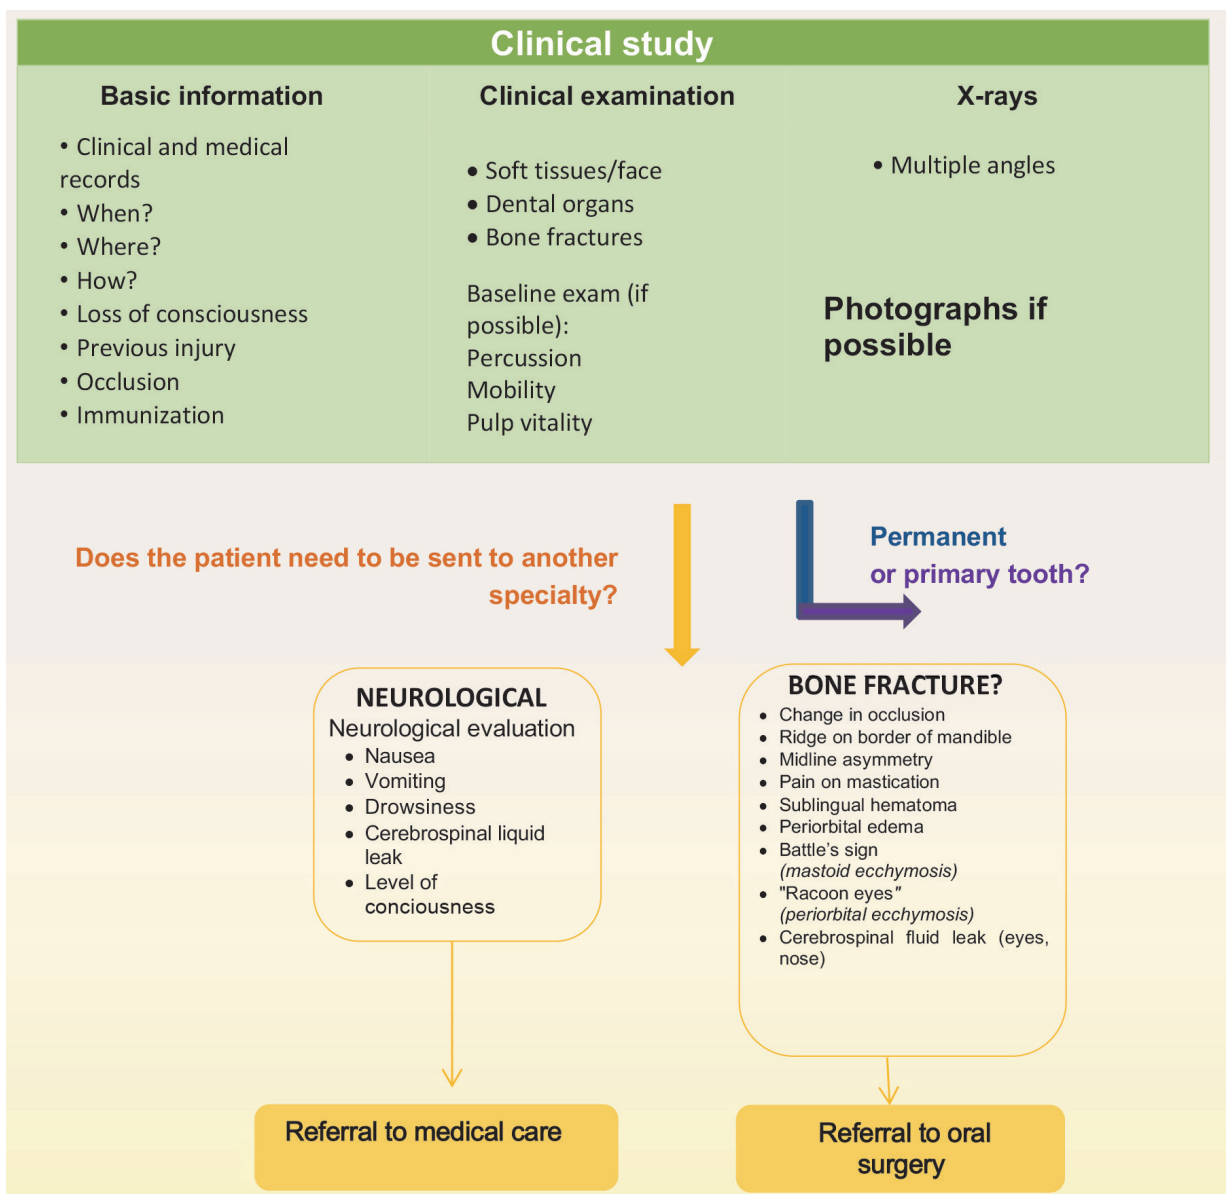 Clinical study
Basic information
• Clinical and medical
records
• When?
• Where?
• How?
• Loss of consciousness
• Previous injury
• Occlusion
• Immunization
Clinical examination
• Soft tissues/face
• Dental organs
• Bone fractures
Baseline exam (if
possible):
Percussion
Mobility
Pulp vitality
X-rays
• Multiple angles
Photographs if
possible
Does the patient need to be sent to another
specialty?
Permanent
or primary tooth?
NEUROLOGICAL
Neurological evaluation
• Nausea
• Vomiting
• Drowsiness
• Cerebrospinal liquid
leak
• Level of
conciousness
BONE FRACTURE?
• Change in occlusion
• Ridge on border of mandible
• Midline asymmetry
• Pain on mastication
• Sublingual hematoma
• Periorbital edema
• Battle’s sign
(mastoid ecchymosis)
• "Racoon eyes"
(periorbital ecchymosis)
• Cerebrospinal fluid leak (eyes,
nose)
Referral to medical care
Referral to oral
surgery